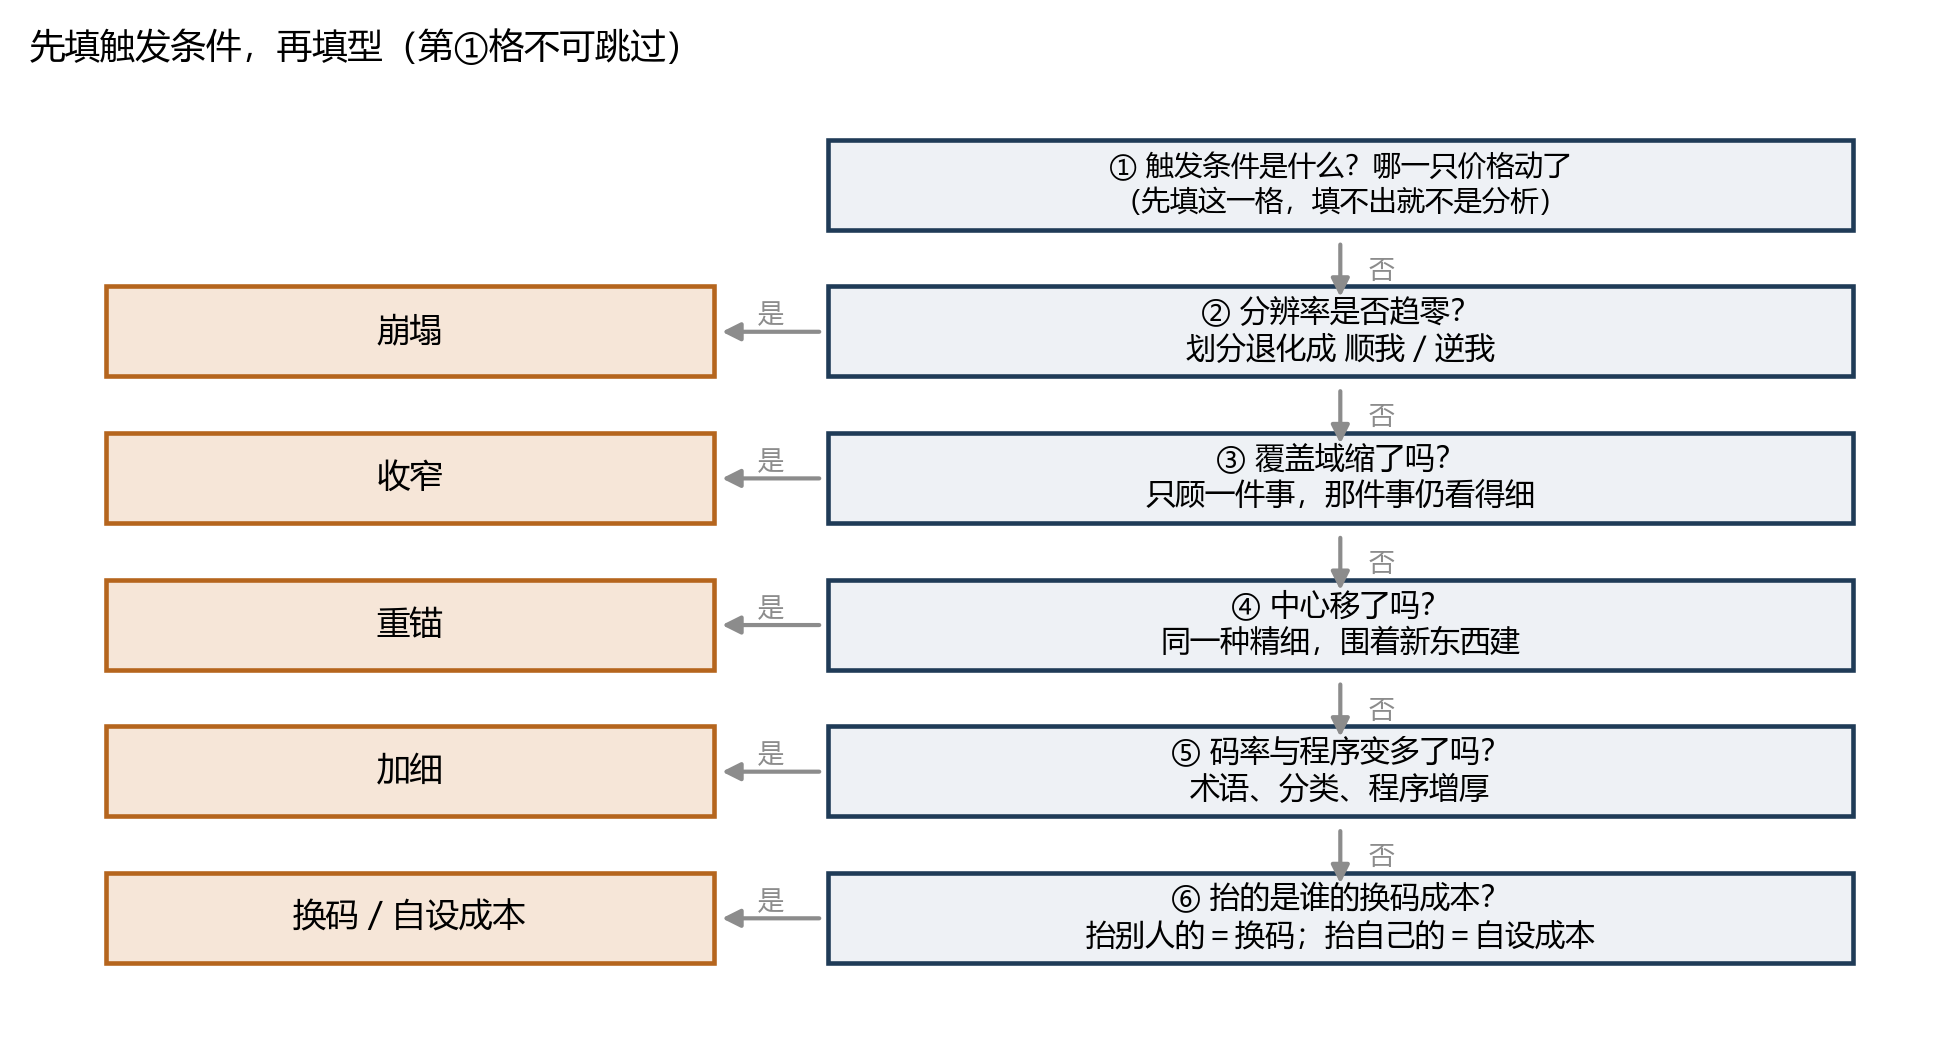 先填触发条件，再填型（第①格不可跳过）
① 触发条件是什么？哪一只价格动了
（先填这一格，填不出就不是分析）
否
崩塌
是
② 分辨率是否趋零？
划分退化成 顺我 / 逆我
否
收窄
是
③ 覆盖域缩了吗？
只顾一件事，那件事仍看得细
否
重锚
是
④ 中心移了吗？
同一种精细，围着新东西建
否
加细
是
⑤ 码率与程序变多了吗？
术语、分类、程序增厚
否
换码 / 自设成本
是
⑥ 抬的是谁的换码成本？
抬别人的 = 换码；抬自己的 = 自设成本